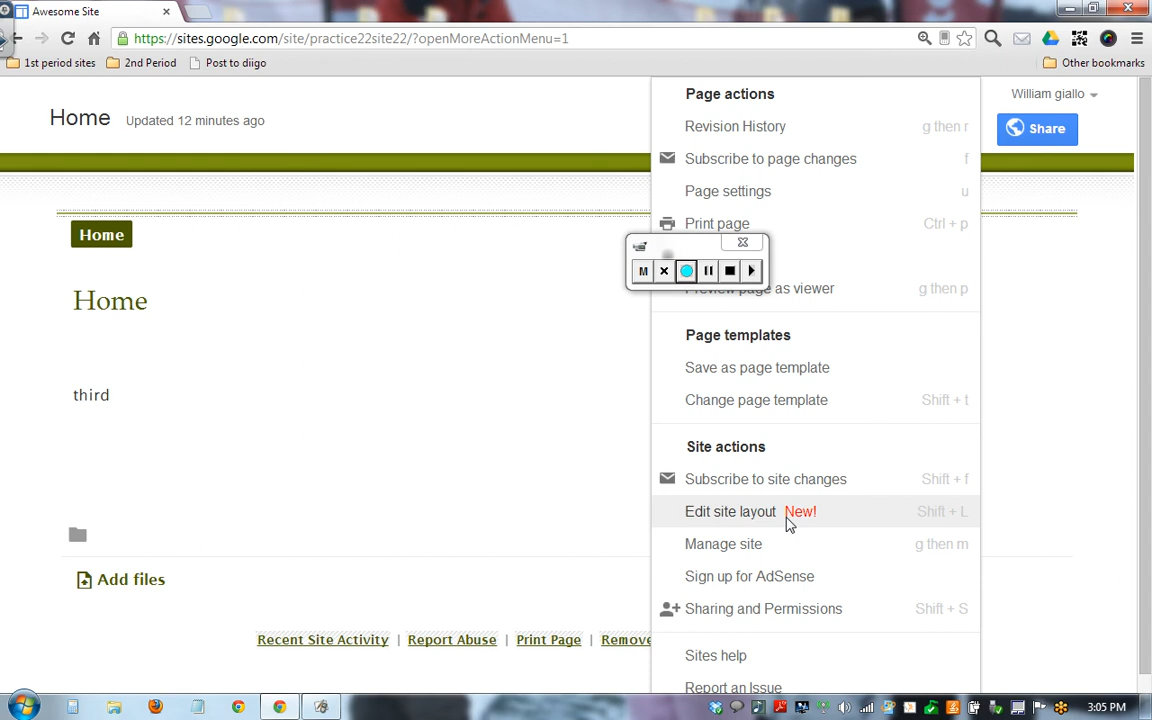 Awesome Site
https://sites.google.com/site/practice22site22/?openMoreActionMenu=1
1st period sites
2nd Period
Post to diigo
Other bookmarks
Home
Updated 12 minutes ago
William giallo
Share
Page actions
Revision History g then r
Subscribe to page changes f
Page settings u
Print page Ctrl + p
Preview page as viewer g then p
M
Page templates
Save as page template
Change page template Shift + t
Site actions
Subscribe to site changes Shift + f
Edit site layout New! Shift + L
Manage site g then m
Sign up for AdSense
Sharing and Permissions Shift + S
Sites help
Report an Issue
Home
Home
third
Add files
Recent Site Activity | Report Abuse | Print Page | Remove
3:05 PM